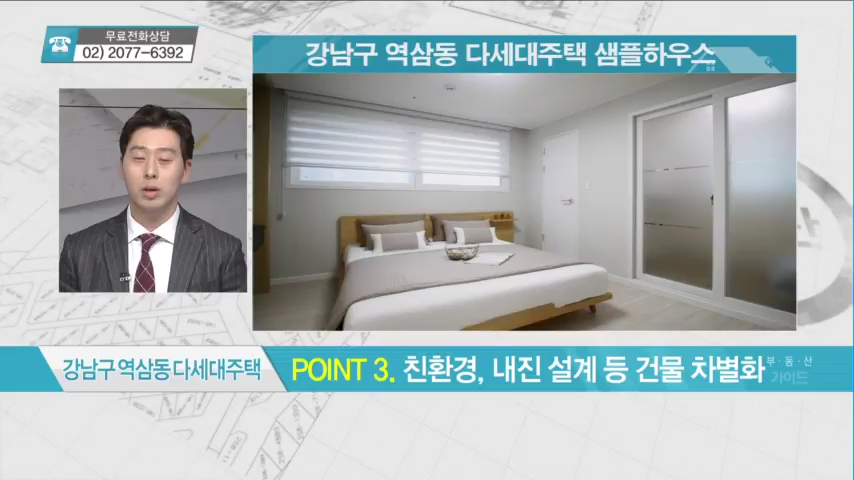 무료전화상담
02) 2077-6392
강남구 역삼동 다세대주택 샘플하우스
강남구 역삼동 다세대주택
POINT 3. 친환경, 내진 설계 등 건물 차별화
부·동·산
가이드